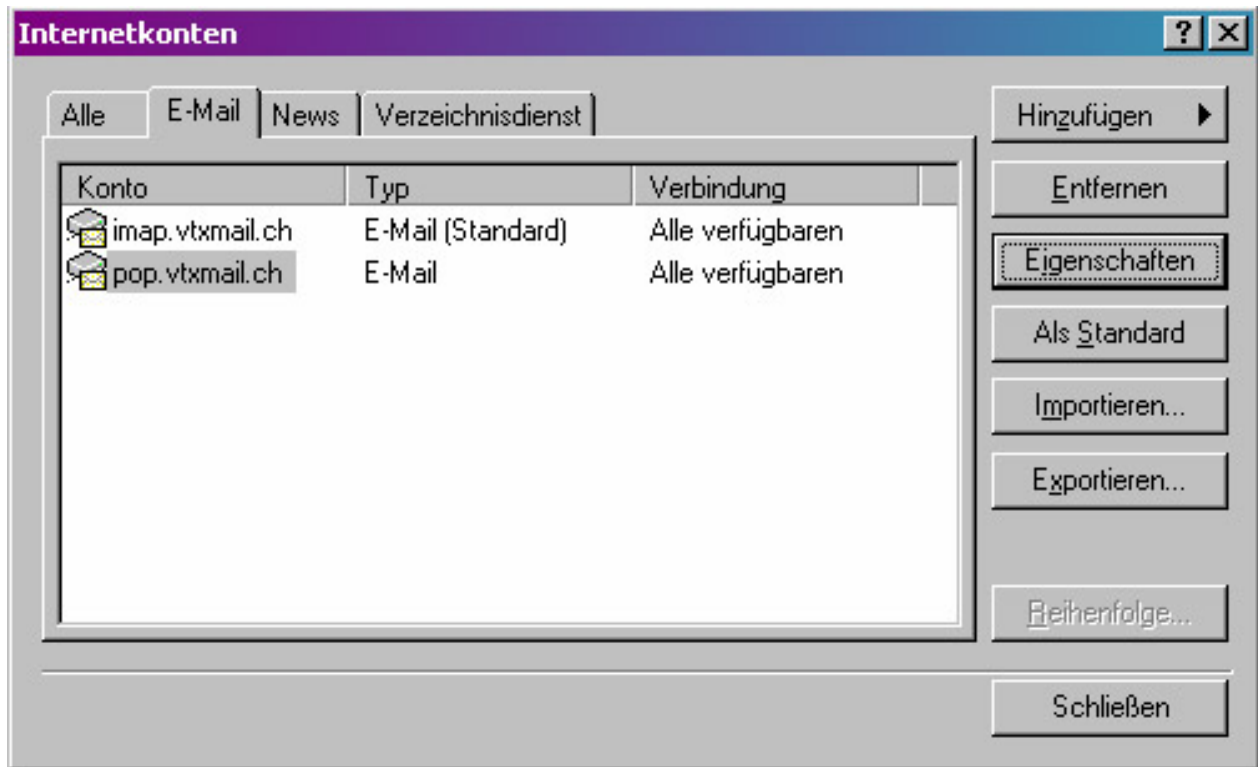 Internetkonten
Alle E-Mail News Verzeichnisdienst
Konto Typ Verbindung
imap.vtxmail.ch E-Mail (Standard) Alle verfügbaren
pop.vtxmail.ch E-Mail Alle verfügbaren
Hinzufügen
Entfernen
Eigenschaften
Als Standard
Importieren...
Exportieren...
Reihenfolge...
Schließen